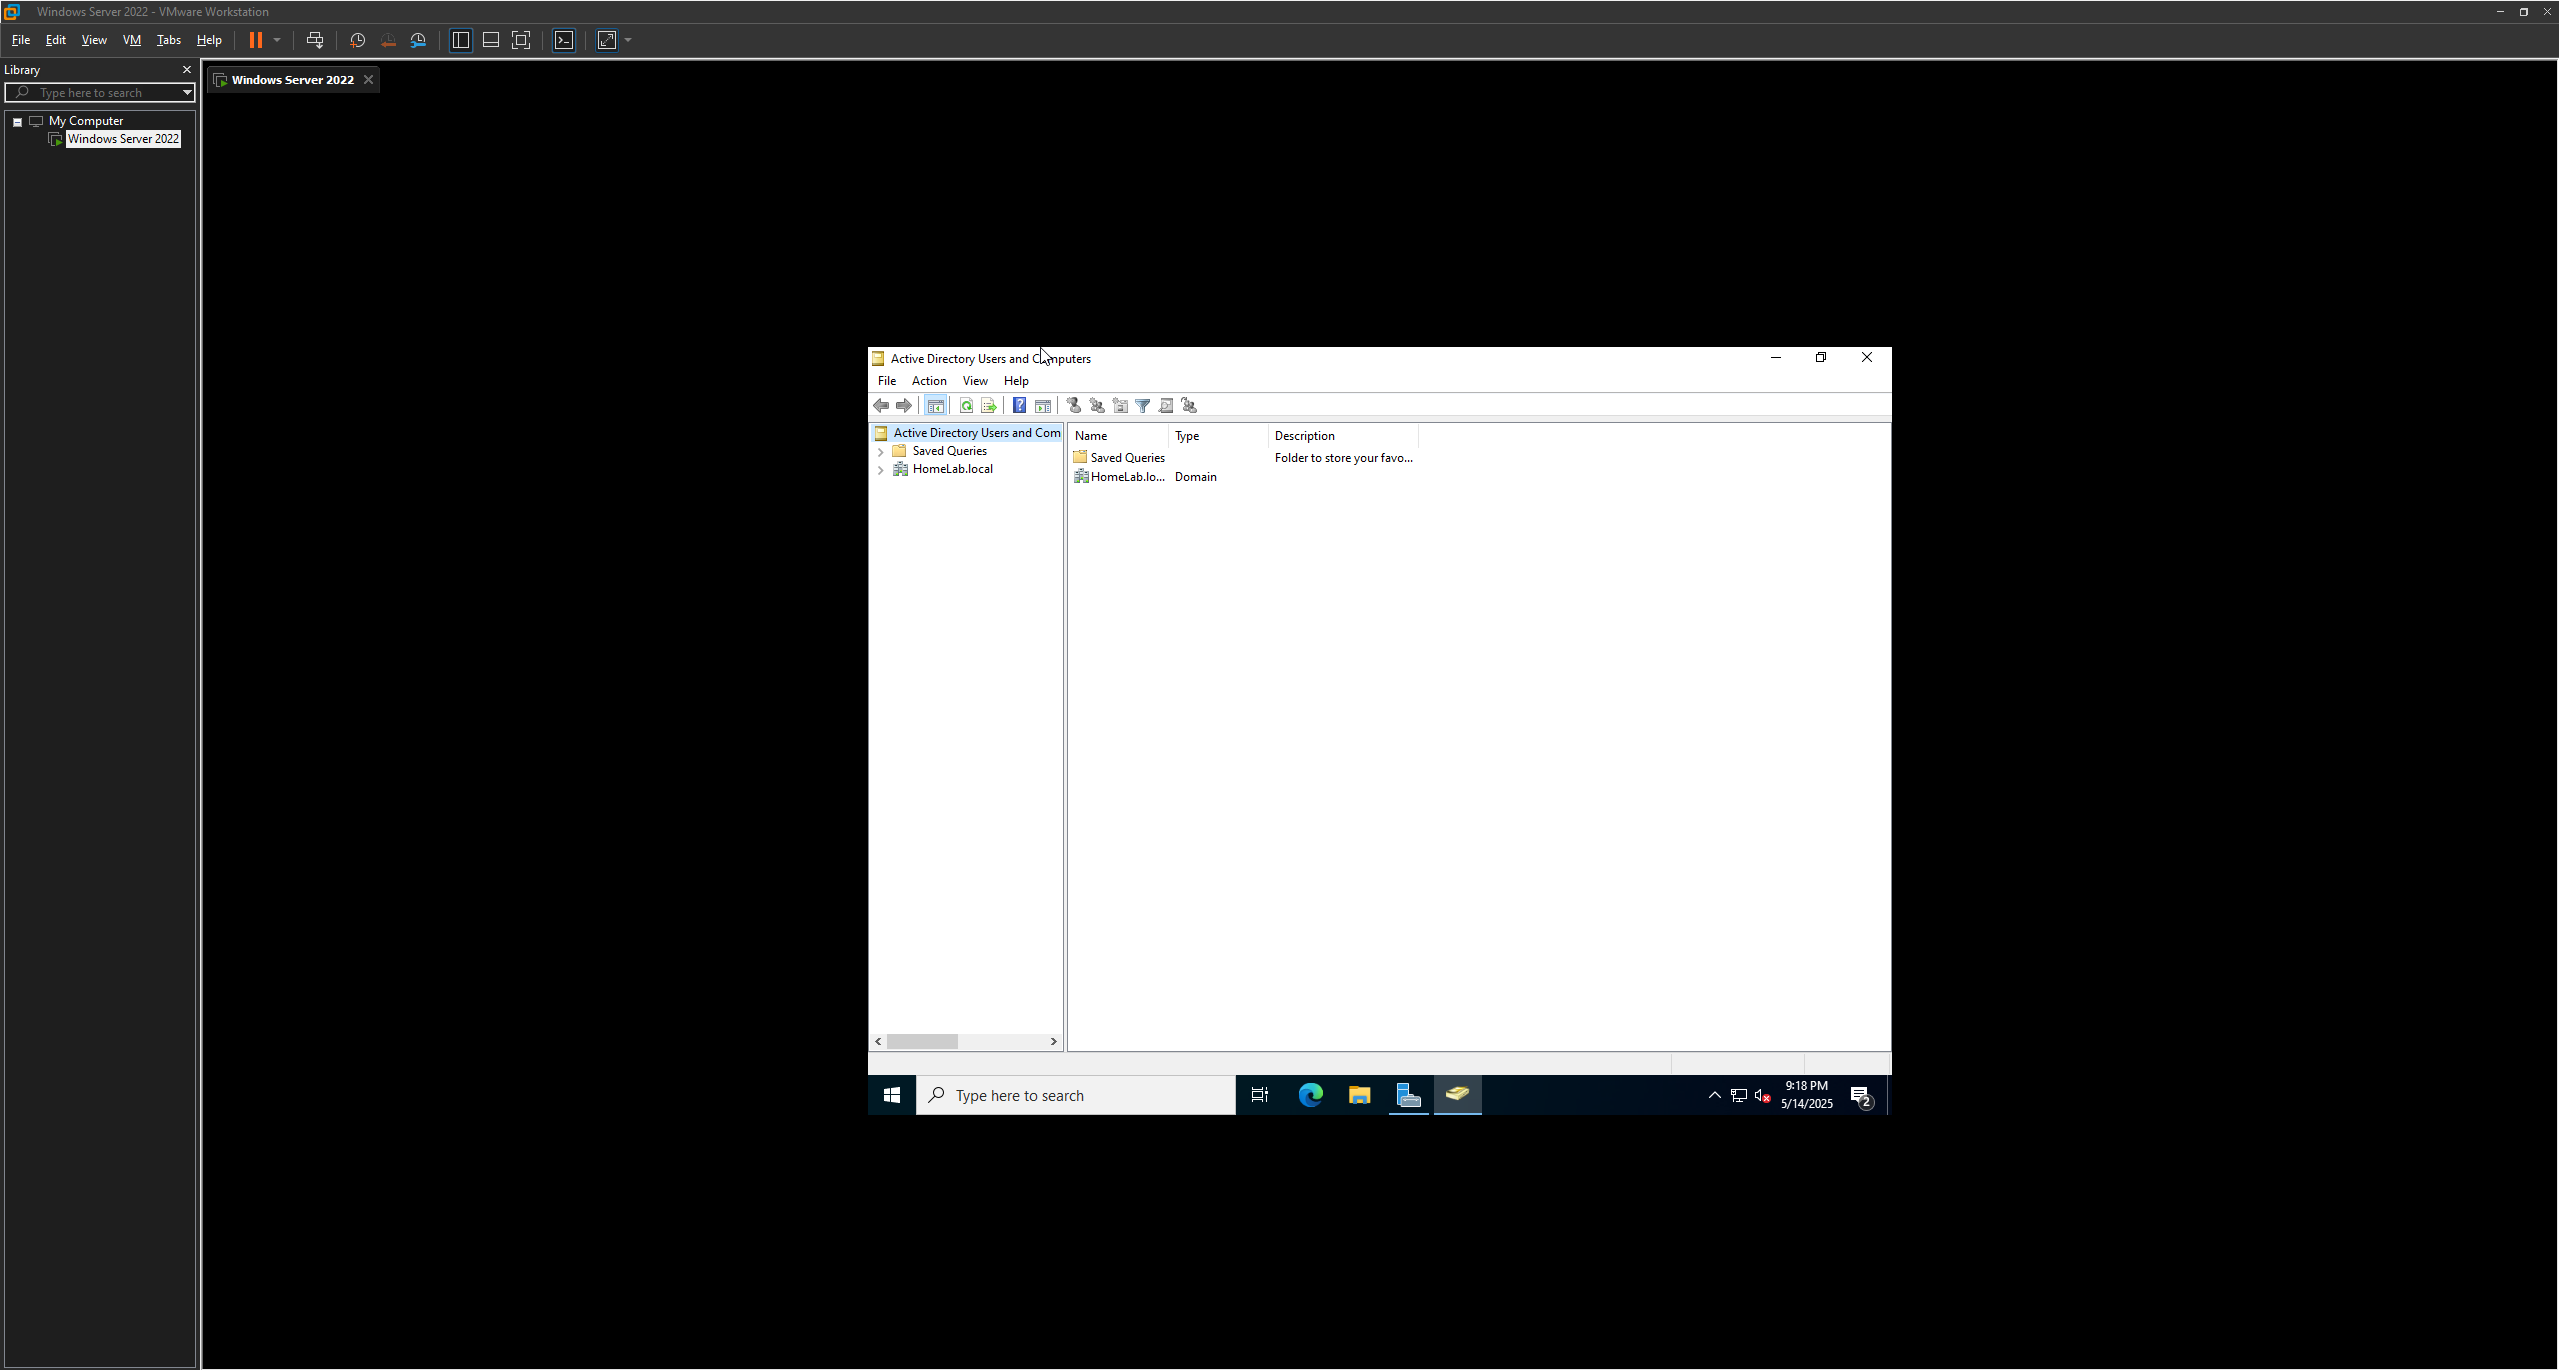 Windows Server 2022 - VMware Workstation
File Edit View VM Tabs Help
Library
Type here to search
My Computer
Windows Server 2022
Windows Server 2022
Active Directory Users and Computers
File Action View Help
Active Directory Users and Com
Saved Queries
HomeLab.local
Name Type Description
Saved Queries Folder to store your favo...
HomeLab.lo... Domain
Type here to search
9:18 PM
5/14/2025
2